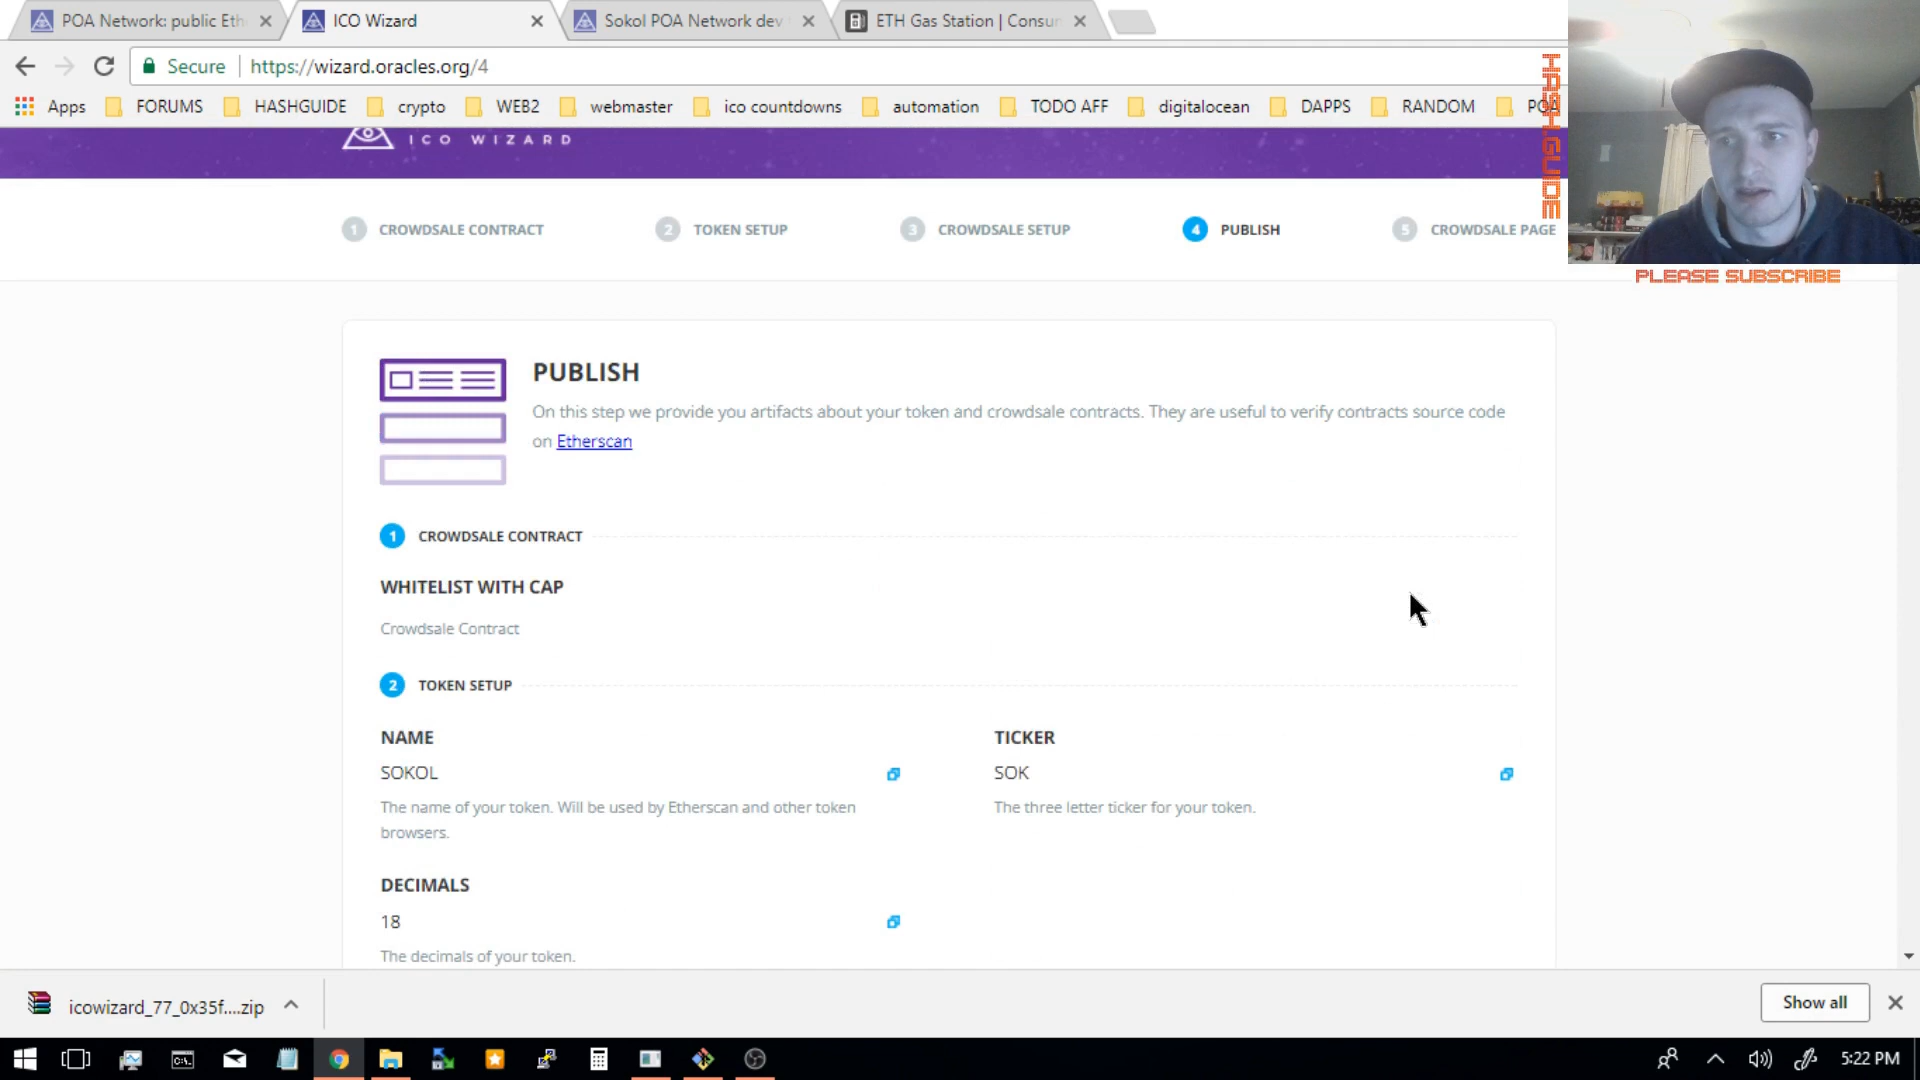 POA Network: public Eth
ICO Wizard
Sokol POA Network dev
ETH Gas Station | Consum
Secure
https://wizard.oracles.org/4
Apps
FORUMS
HASHGUIDE
crypto
WEB2
webmaster
ico countdowns
automation
TODO AFF
digitalocean
DAPPS
RANDOM
POA
HASH.GUIDE
PLEASE SUBSCRIBE
ICO WIZARD
1 CROWDSALE CONTRACT
2 TOKEN SETUP
3 CROWDSALE SETUP
4 PUBLISH
5 CROWDSALE PAGE
PUBLISH
On this step we provide you artifacts about your token and crowdsale contracts. They are useful to verify contracts source code
on Etherscan
1 CROWDSALE CONTRACT
WHITELIST WITH CAP
Crowdsale Contract
2 TOKEN SETUP
NAME
SOKOL
The name of your token. Will be used by Etherscan and other token
browsers.
TICKER
SOK
The three letter ticker for your token.
DECIMALS
18
The decimals of your token.
icowizard_77_0x35f....zip
Show all
5:22 PM